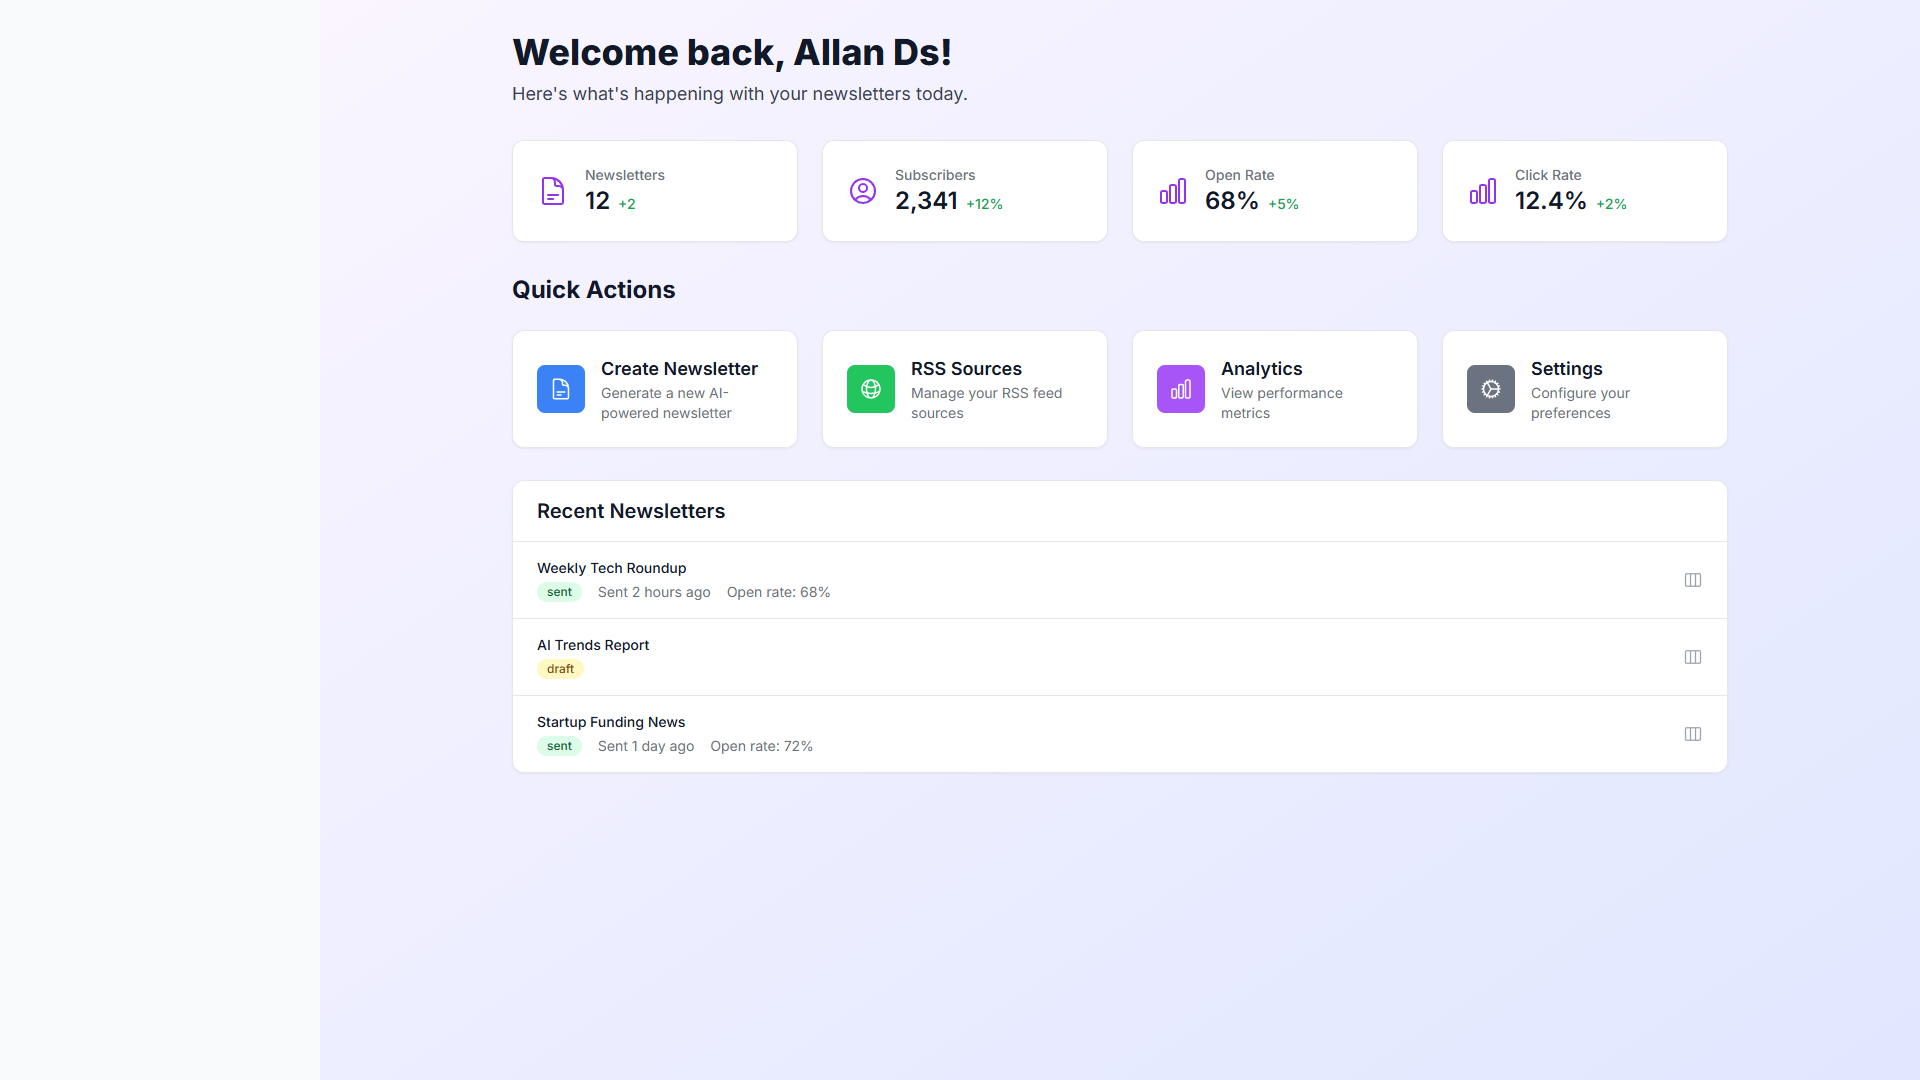 Welcome back, Allan Ds!
Here's what's happening with your newsletters today.
Newsletters
12 +2
Subscribers
2,341 +12%
Open Rate
68% +5%
Click Rate
12.4% +2%
Quick Actions
Create Newsletter
Generate a new AI-
powered newsletter
RSS Sources
Manage your RSS feed
sources
Analytics
View performance
metrics
Settings
Configure your
preferences
Recent Newsletters
Weekly Tech Roundup
sent Sent 2 hours ago Open rate: 68%
AI Trends Report
draft
Startup Funding News
sent Sent 1 day ago Open rate: 72%